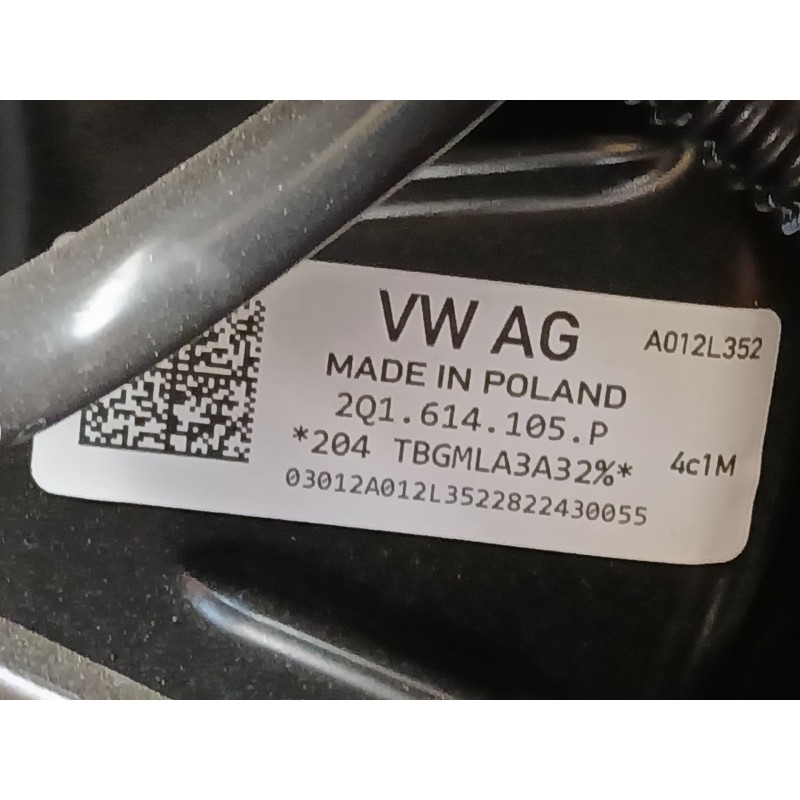 VW AG
A012L352
MADE IN POLAND
2Q1.614.105.P
*204 TBGMLA3A32%*
4c1M
03012A012L3522822430055